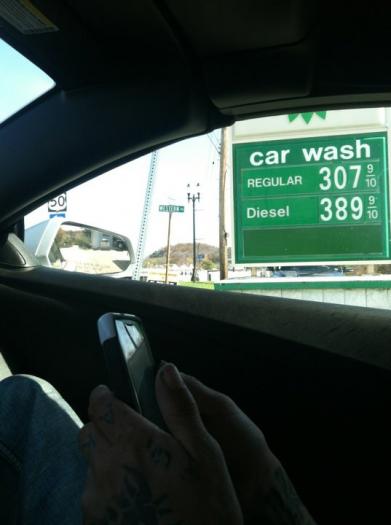 car wash
REGULAR 307 9/10
Diesel 389 9/10
50
WESTERN